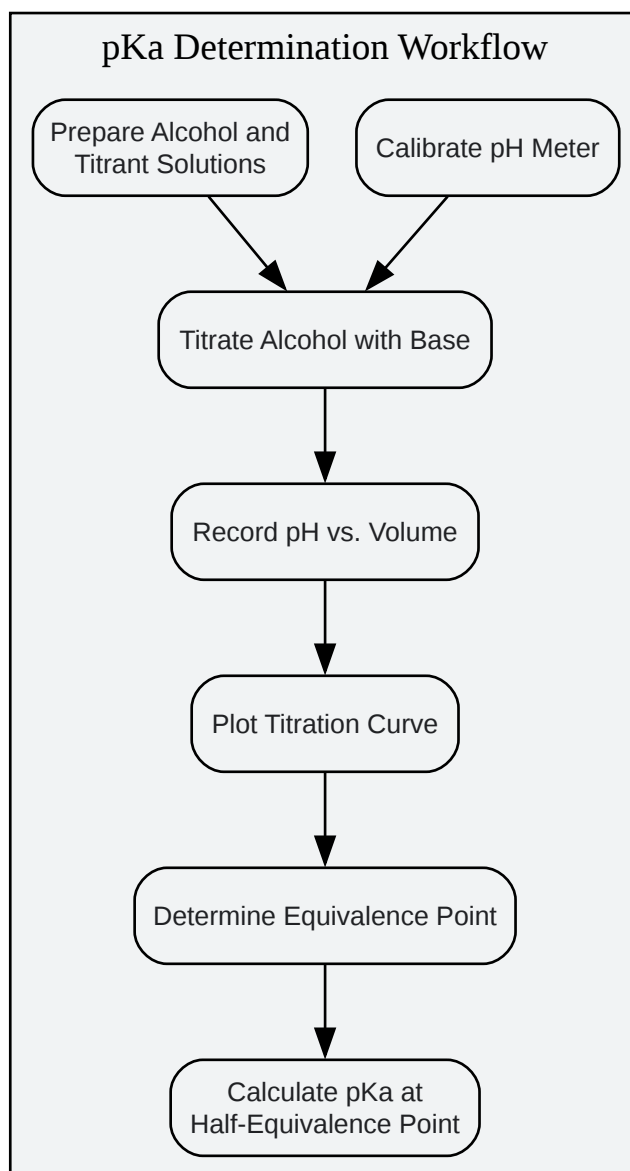 pKa Determination Workflow
Prepare Alcohol and
Titrant Solutions
Calibrate pH Meter
Titrate Alcohol with Base
Record pH vs. Volume
Plot Titration Curve
Determine Equivalence Point
Calculate pKa at
Half-Equivalence Point